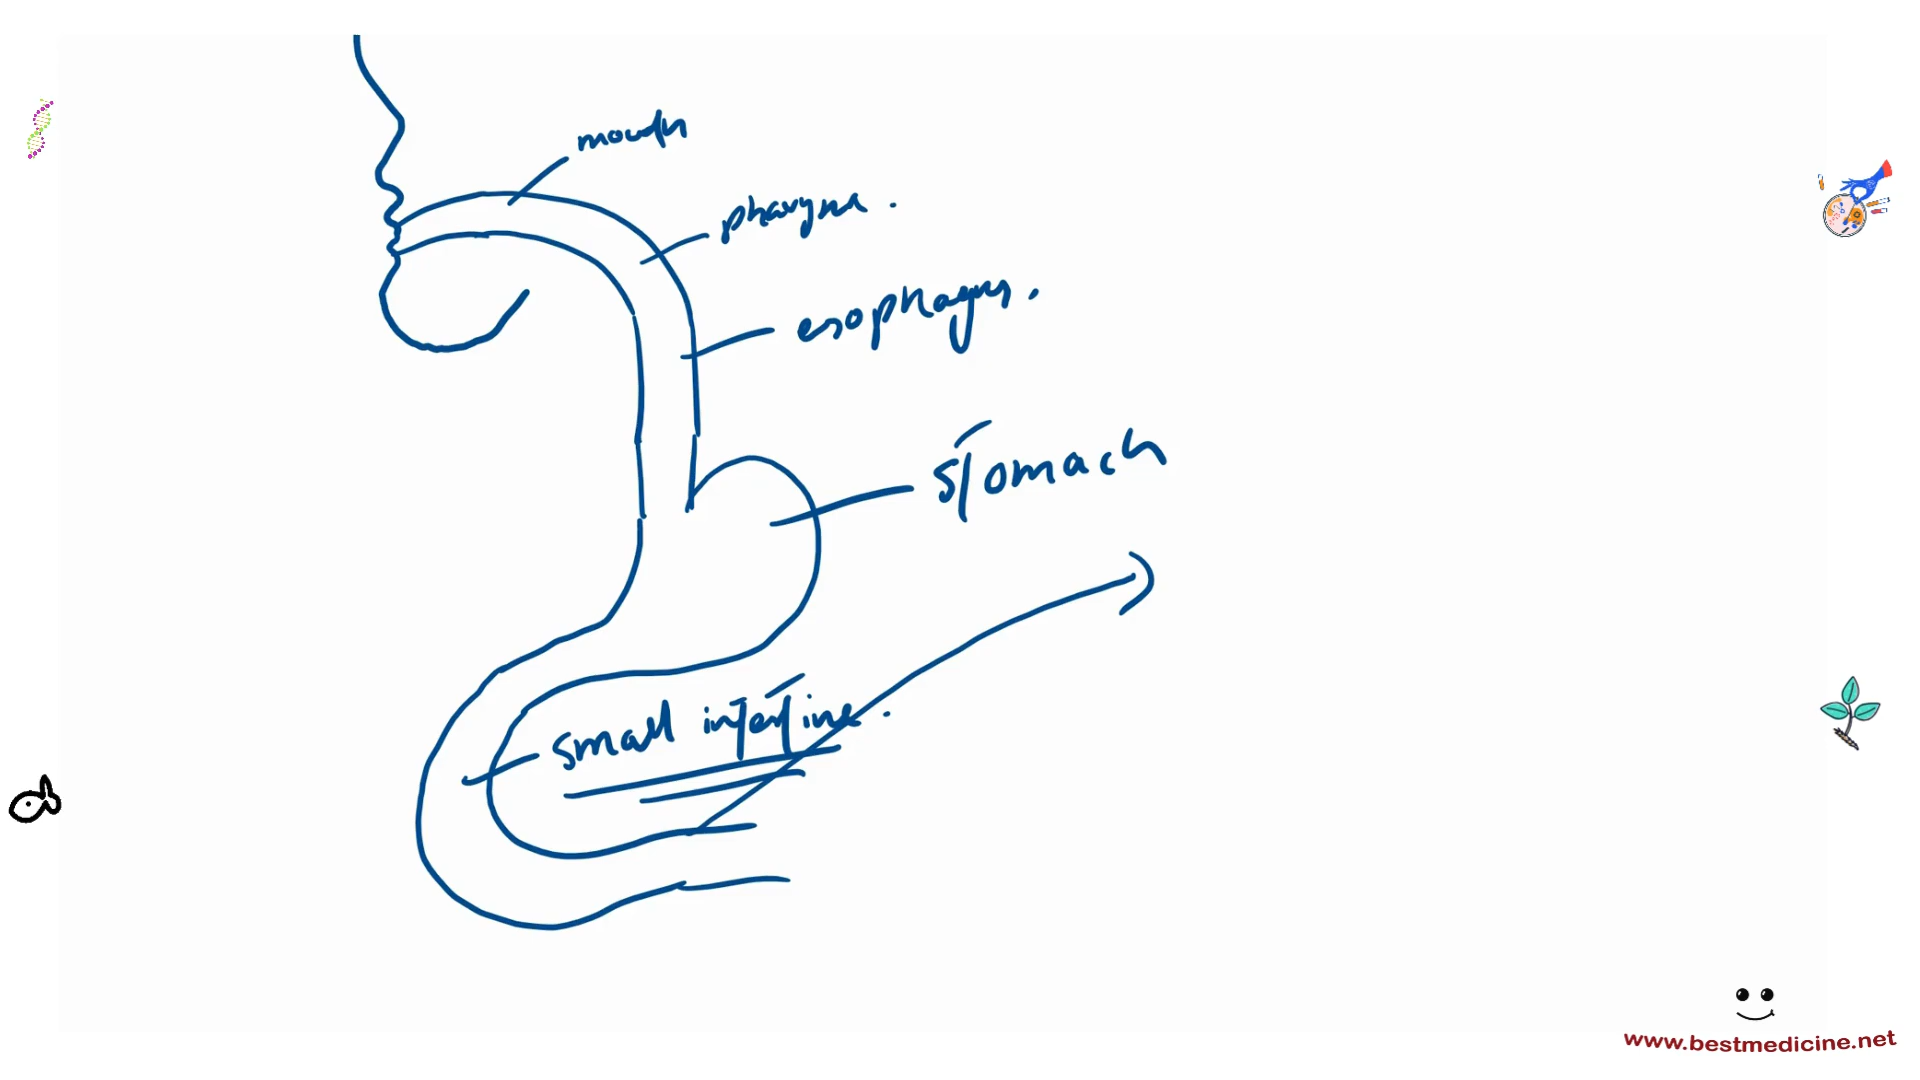 mouth
pharynx.
esophagus.
stomach
small intestine.
www.bestmedicine.net